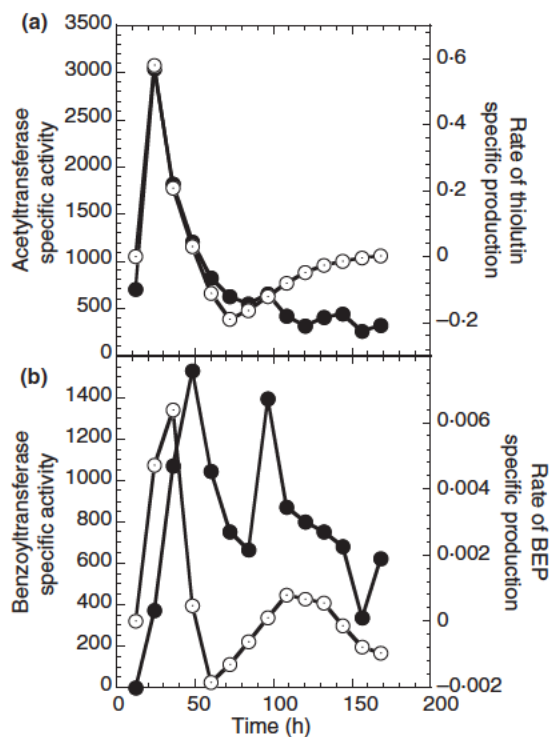 (a)
3500
3000
2500
2000
1500
1000
500
0
Acetyltransferase
specific activity
0·6
0·4
0·2
0
–0·2
Rate of thiolutin
specific production
(b)
1400
1200
1000
800
600
400
200
0
Benzoyltransferase
specific activity
0·006
0·004
0·002
0
–0·002
Rate of BEP
specific production
0
50
100
150
200
Time (h)